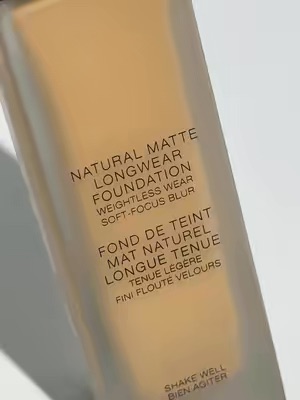 NATURAL MATTE
LONGWEAR
FOUNDATION
WEIGHTLESS WEAR
SOFT-FOCUS BLUR
FOND DE TEINT
MAT NATUREL
LONGUE TENUE
TENUE LÉGÈRE
FINI FLOUTÉ VELOURS
SHAKE WELL
BIEN AGITER